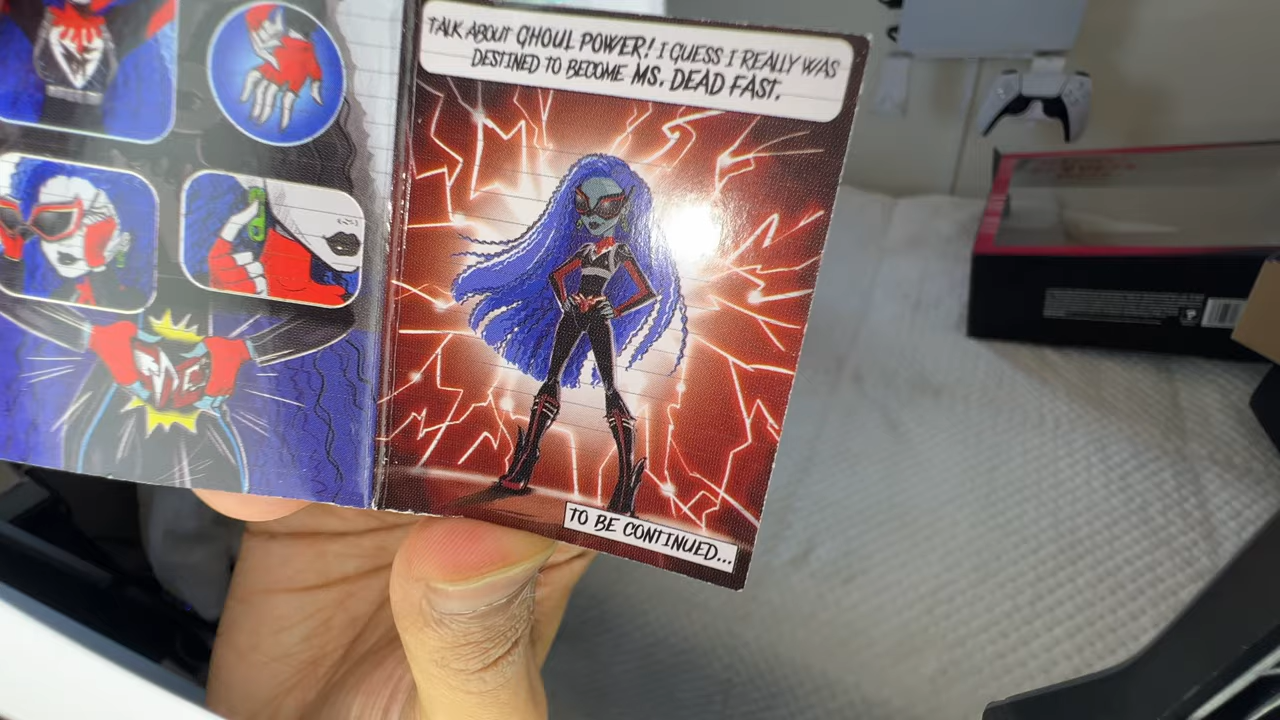 TALK ABOUT GHOUL POWER! I GUESS I REALLY WAS
DESTINED TO BECOME MS. DEAD FAST.
TO BE CONTINUED...